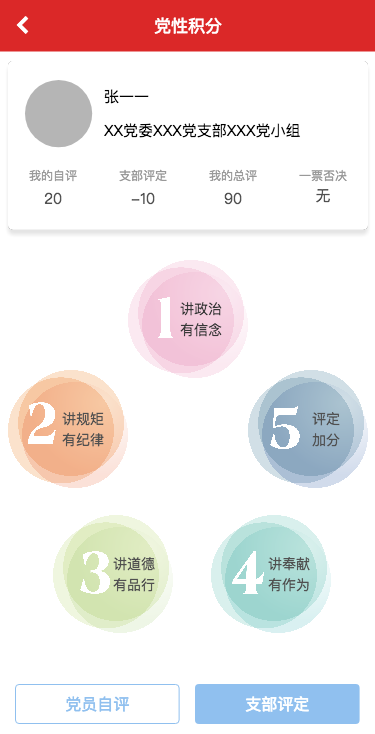 党性积分
张一一
XX党委XXX党支部XXX党小组
我的自评 支部评定 我的总评 一票否决
20 −10 90 无
1 讲政治
有信念
2 讲规矩
有纪律
5 评定
加分
3 讲道德
有品行
4 讲奉献
有作为
党员自评 支部评定